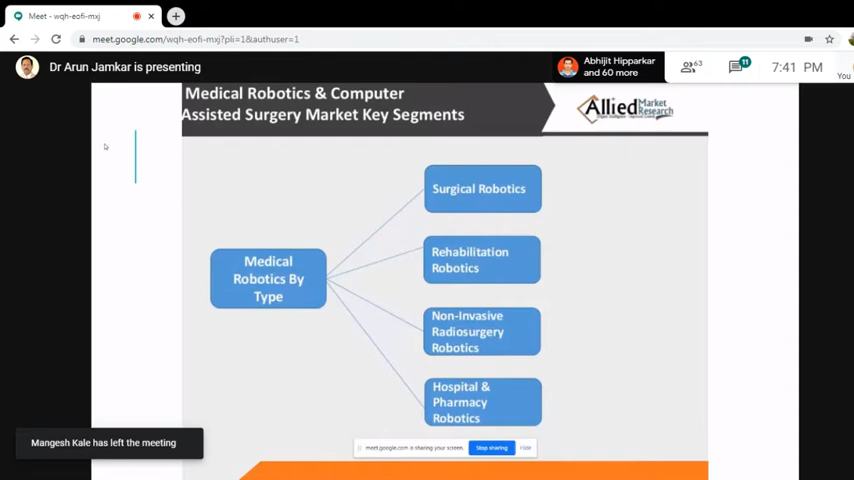 Meet - wqh-eofi-mxj
meet.google.com/wqh-eofi-mxj?pli=1&authuser=1
Dr Arun Jamkar is presenting
Abhijit Hipparkar
and 60 more
63
11
7:41 PM
You
Medical Robotics & Computer
Assisted Surgery Market Key Segments
Allied Market
Research
Surgical Robotics
Rehabilitation
Robotics
Medical
Robotics By
Type
Non-Invasive
Radiosurgery
Robotics
Hospital &
Pharmacy
Robotics
Mangesh Kale has left the meeting
meet.google.com is sharing your screen.
Stop sharing
Hide